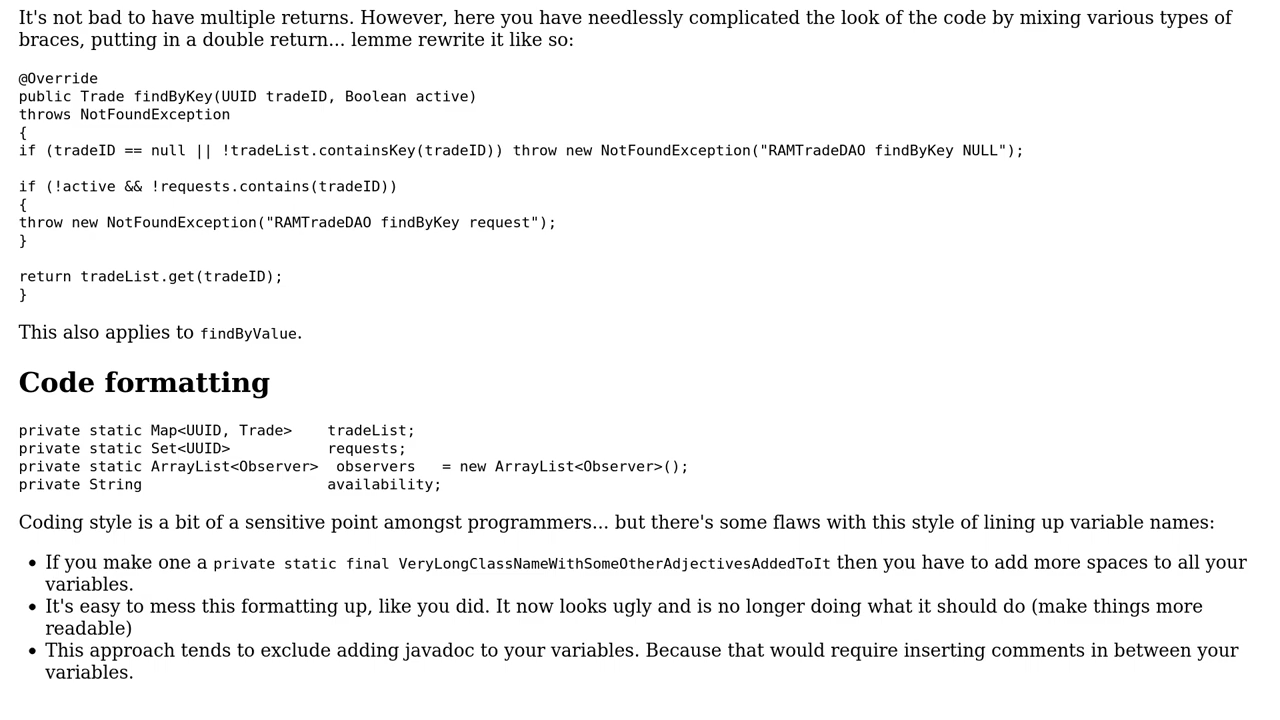 It's not bad to have multiple returns. However, here you have needlessly complicated the look of the code by mixing various types of
braces, putting in a double return... lemme rewrite it like so:
@Override
public Trade findByKey(UUID tradeID, Boolean active)
throws NotFoundException
{
if (tradeID == null || !tradeList.containsKey(tradeID)) throw new NotFoundException("RAMTradeDAO findByKey NULL");
if (!active && !requests.contains(tradeID))
{
throw new NotFoundException("RAMTradeDAO findByKey request");
}
return tradeList.get(tradeID);
}
This also applies to findByValue.
Code formatting
private static Map<UUID, Trade>    tradeList;
private static Set<UUID>           requests;
private static ArrayList<Observer>  observers   = new ArrayList<Observer>();
private String                     availability;
Coding style is a bit of a sensitive point amongst programmers... but there's some flaws with this style of lining up variable names:
• If you make one a private static final VeryLongClassNameWithSomeOtherAdjectivesAddedToIt then you have to add more spaces to all your
variables.
• It's easy to mess this formatting up, like you did. It now looks ugly and is no longer doing what it should do (make things more
readable)
• This approach tends to exclude adding javadoc to your variables. Because that would require inserting comments in between your
variables.